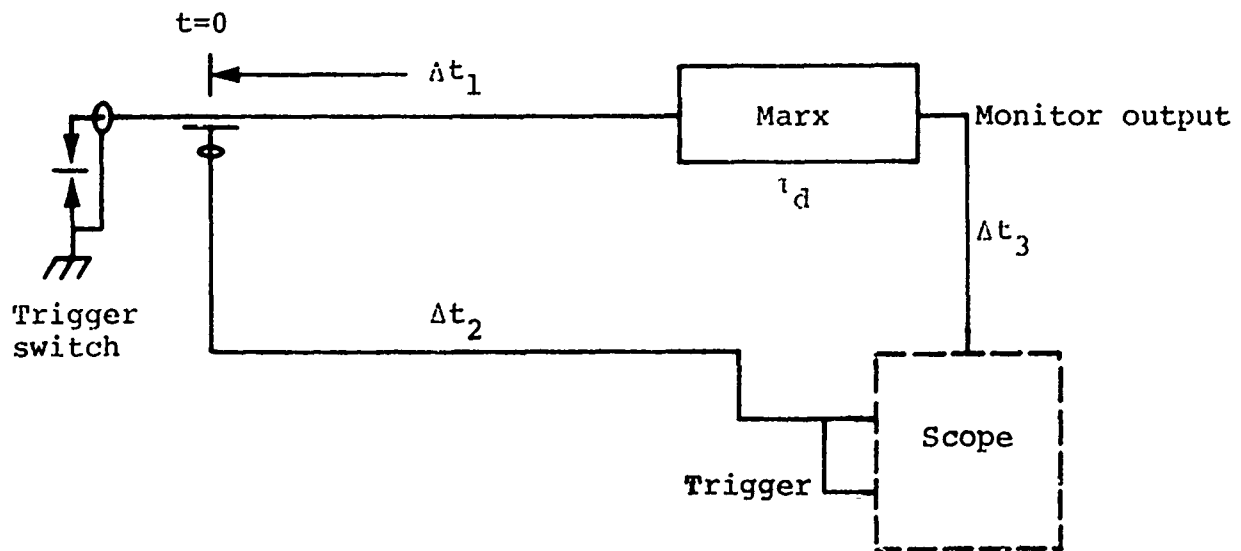 t=0
Δt₁
Marx
Monitor output
τd
Δt₃
Trigger
switch
Δt₂
Scope
Trigger